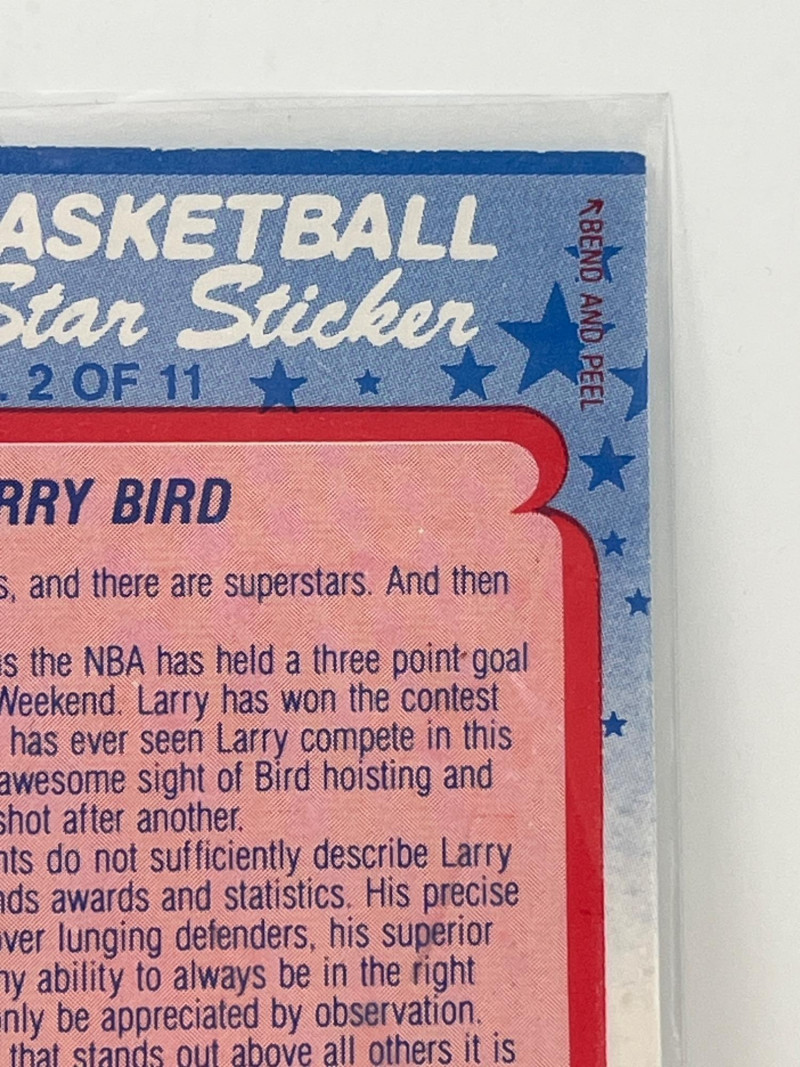 ASKETBALL
Star Sticker
. 2 OF 11
BEND AND PEEL
RRY BIRD
s, and there are superstars. And then
us the NBA has held a three point goal
Weekend. Larry has won the contest
has ever seen Larry compete in this
awesome sight of Bird hoisting and
shot after another.
nts do not sufficiently describe Larry
nds awards and statistics. His precise
over lunging defenders, his superior
ny ability to always be in the right
only be appreciated by observation.
that stands out above all others it is